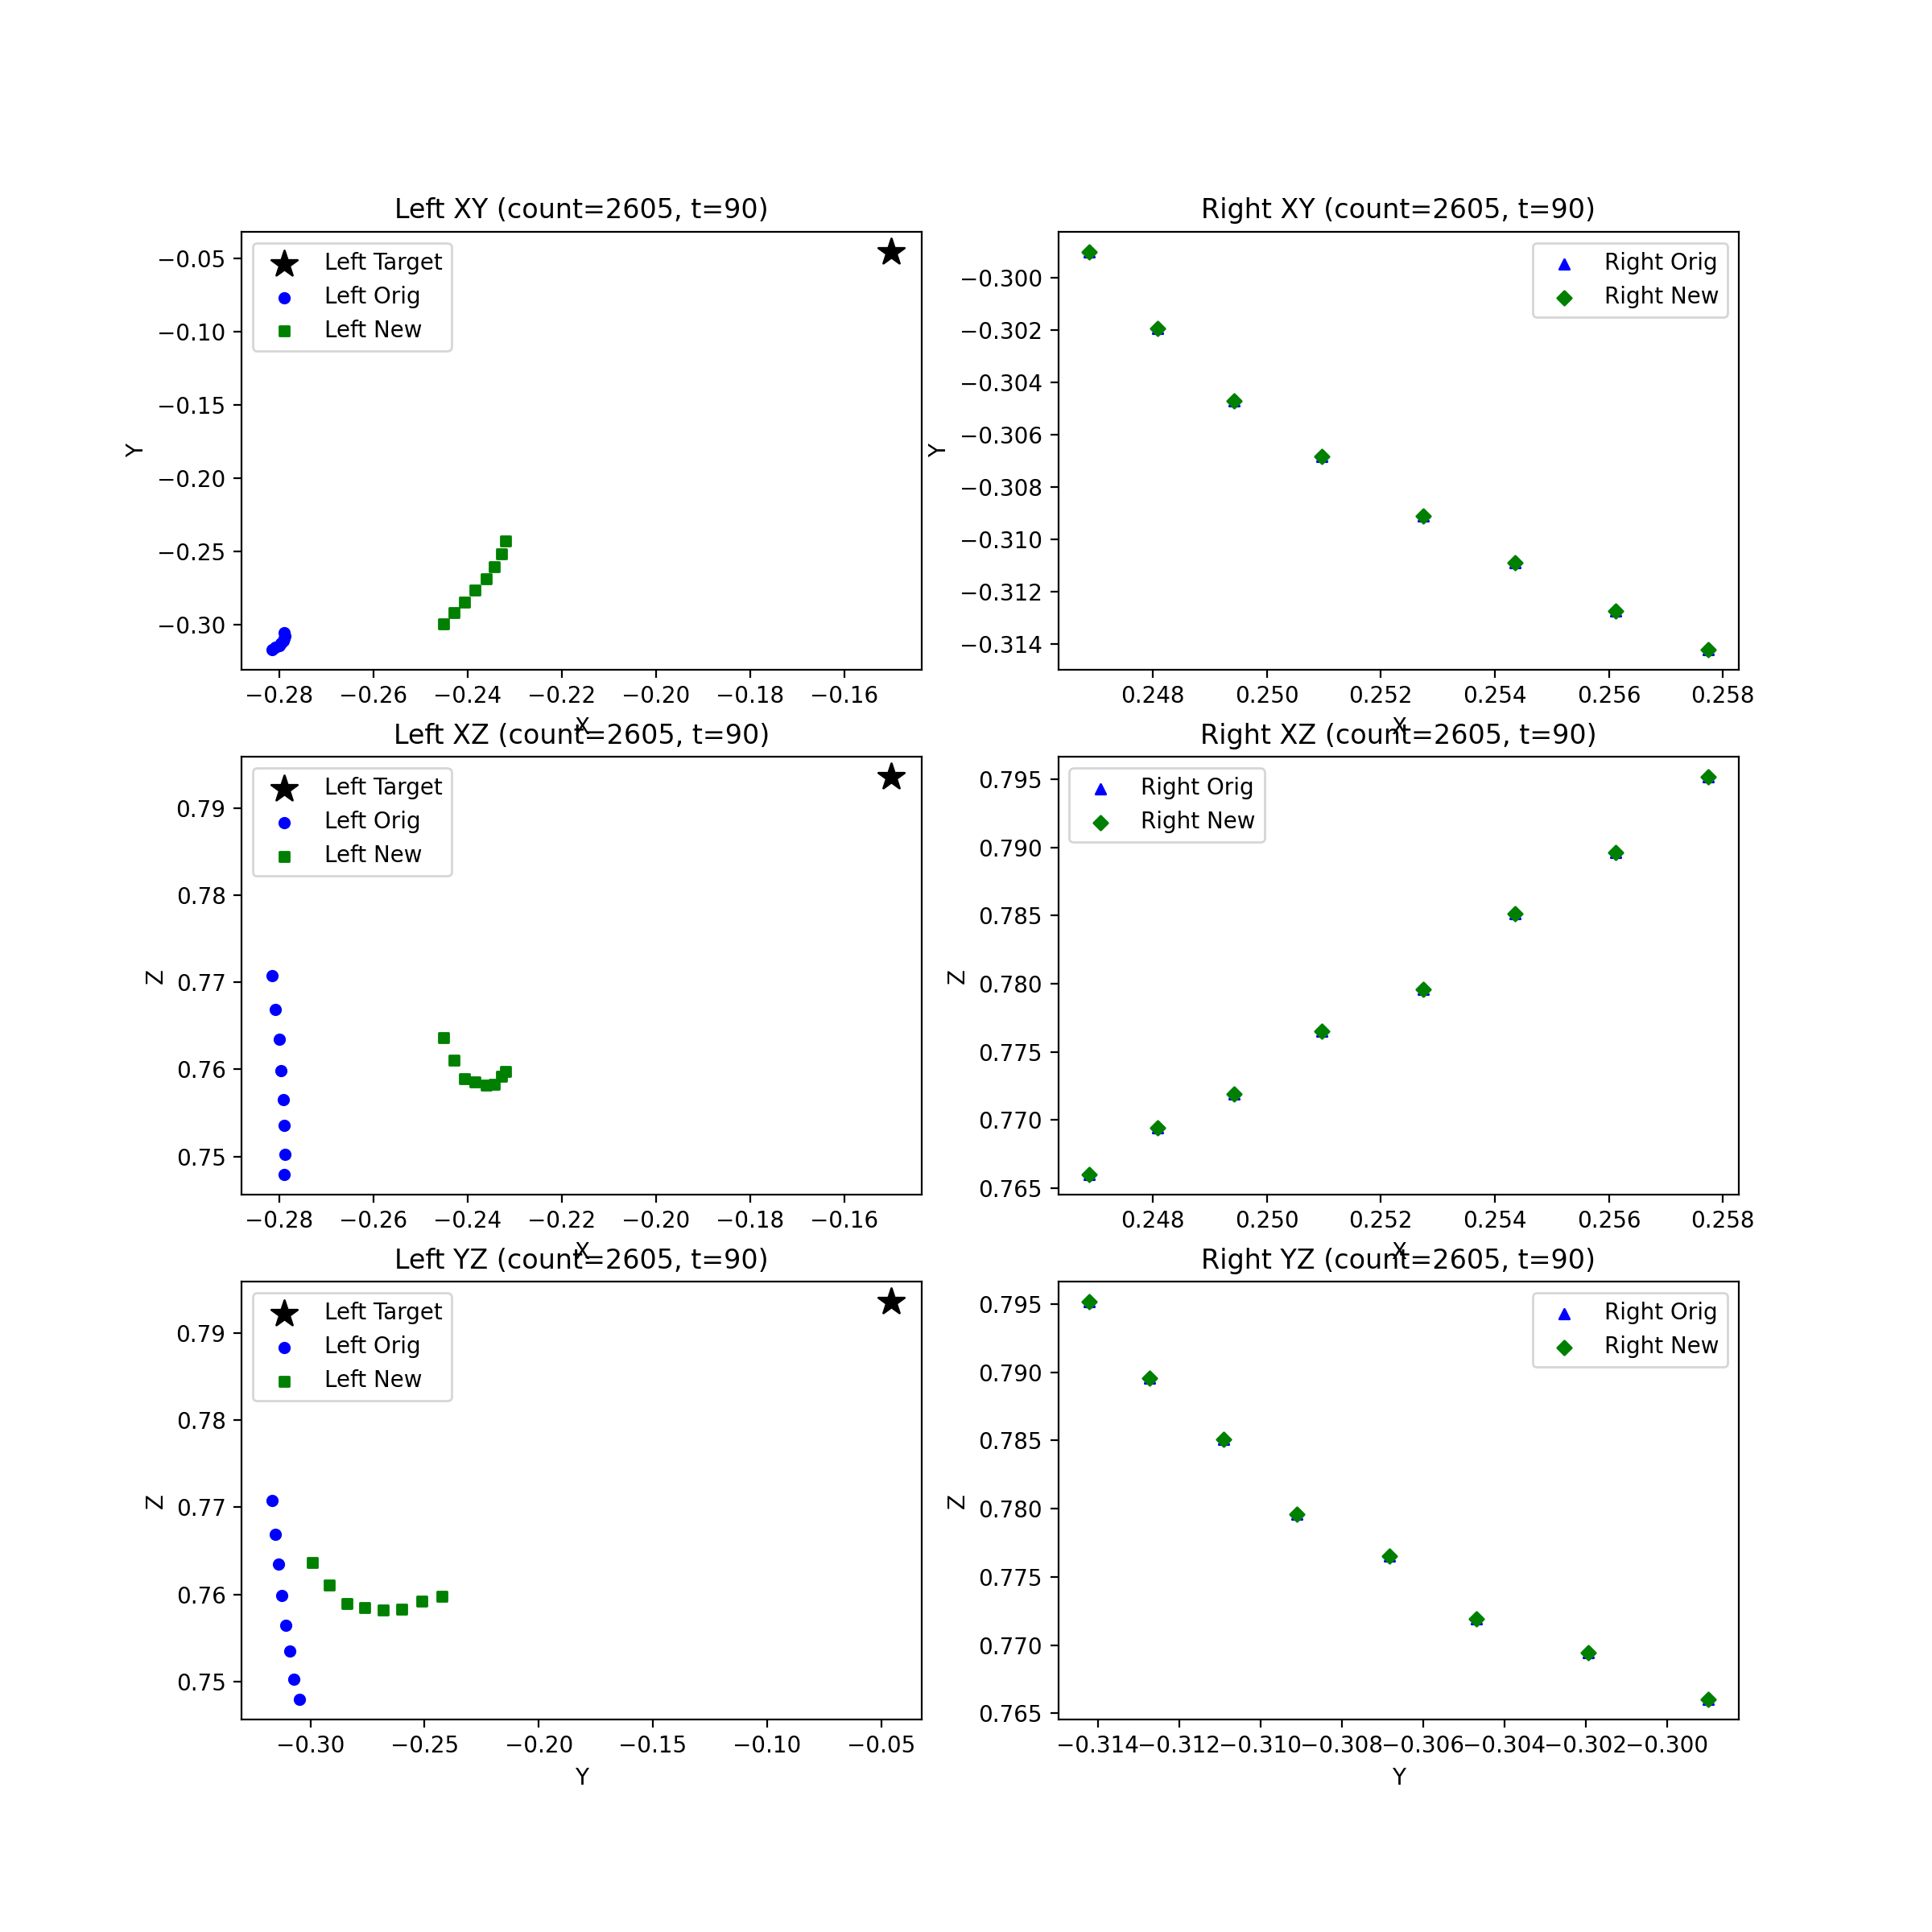 Left XY (count=2605, t=90)
Left Target
Left Orig
Left New
Y
−0.05
−0.10
−0.15
−0.20
−0.25
−0.30
−0.28 −0.26 −0.24 −0.22 −0.20 −0.18 −0.16
X
Right XY (count=2605, t=90)
Right Orig
Right New
Y
−0.300
−0.302
−0.304
−0.306
−0.308
−0.310
−0.312
−0.314
0.248 0.250 0.252 0.254 0.256 0.258
X
Left XZ (count=2605, t=90)
Left Target
Left Orig
Left New
Z
0.79
0.78
0.77
0.76
0.75
−0.28 −0.26 −0.24 −0.22 −0.20 −0.18 −0.16
X
Right XZ (count=2605, t=90)
Right Orig
Right New
Z
0.795
0.790
0.785
0.780
0.775
0.770
0.765
0.248 0.250 0.252 0.254 0.256 0.258
X
Left YZ (count=2605, t=90)
Left Target
Left Orig
Left New
Z
0.79
0.78
0.77
0.76
0.75
−0.30 −0.25 −0.20 −0.15 −0.10 −0.05
Y
Right YZ (count=2605, t=90)
Right Orig
Right New
Z
0.795
0.790
0.785
0.780
0.775
0.770
0.765
−0.314 −0.312 −0.310 −0.308 −0.306 −0.304 −0.302 −0.300
Y